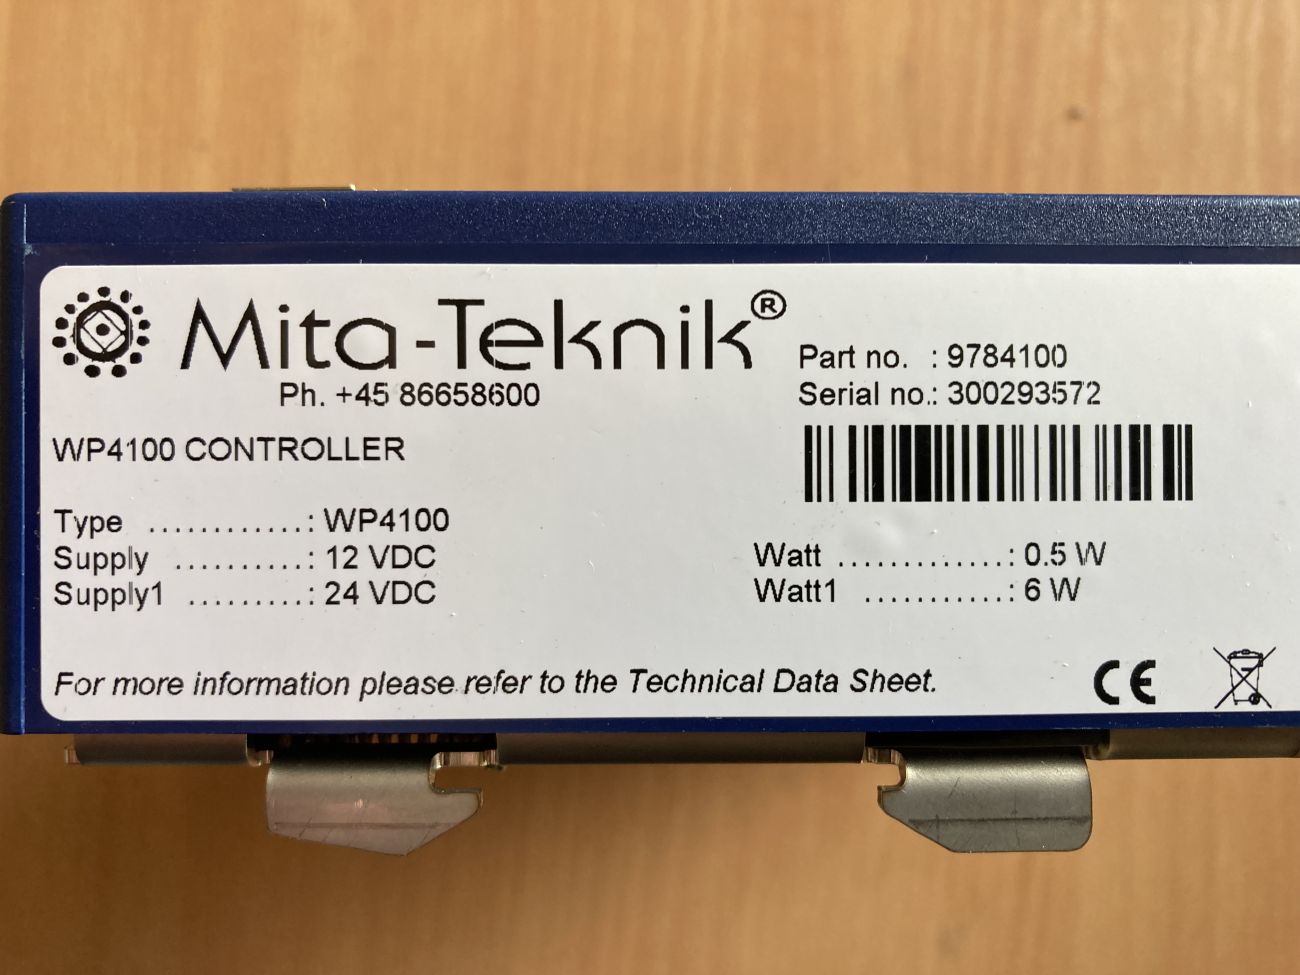 Mita-Teknik®
Ph. +45 86658600
Part no. : 9784100
Serial no.: 300293572
WP4100 CONTROLLER
Type ............: WP4100
Supply ..........: 12 VDC
Supply1 .........: 24 VDC
Watt .............: 0.5 W
Watt1 ...........: 6 W
For more information please refer to the Technical Data Sheet.
CE